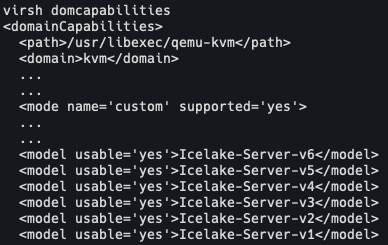 virsh domcapabilities
<domainCapabilities>
<path>/usr/libexec/qemu-kvm</path>
<domain>kvm</domain>
...
...
<mode name='custom' supported='yes'>
...
...
<model usable='yes'>Icelake-Server-v6</model>
<model usable='yes'>Icelake-Server-v5</model>
<model usable='yes'>Icelake-Server-v4</model>
<model usable='yes'>Icelake-Server-v3</model>
<model usable='yes'>Icelake-Server-v2</model>
<model usable='yes'>Icelake-Server-v1</model>